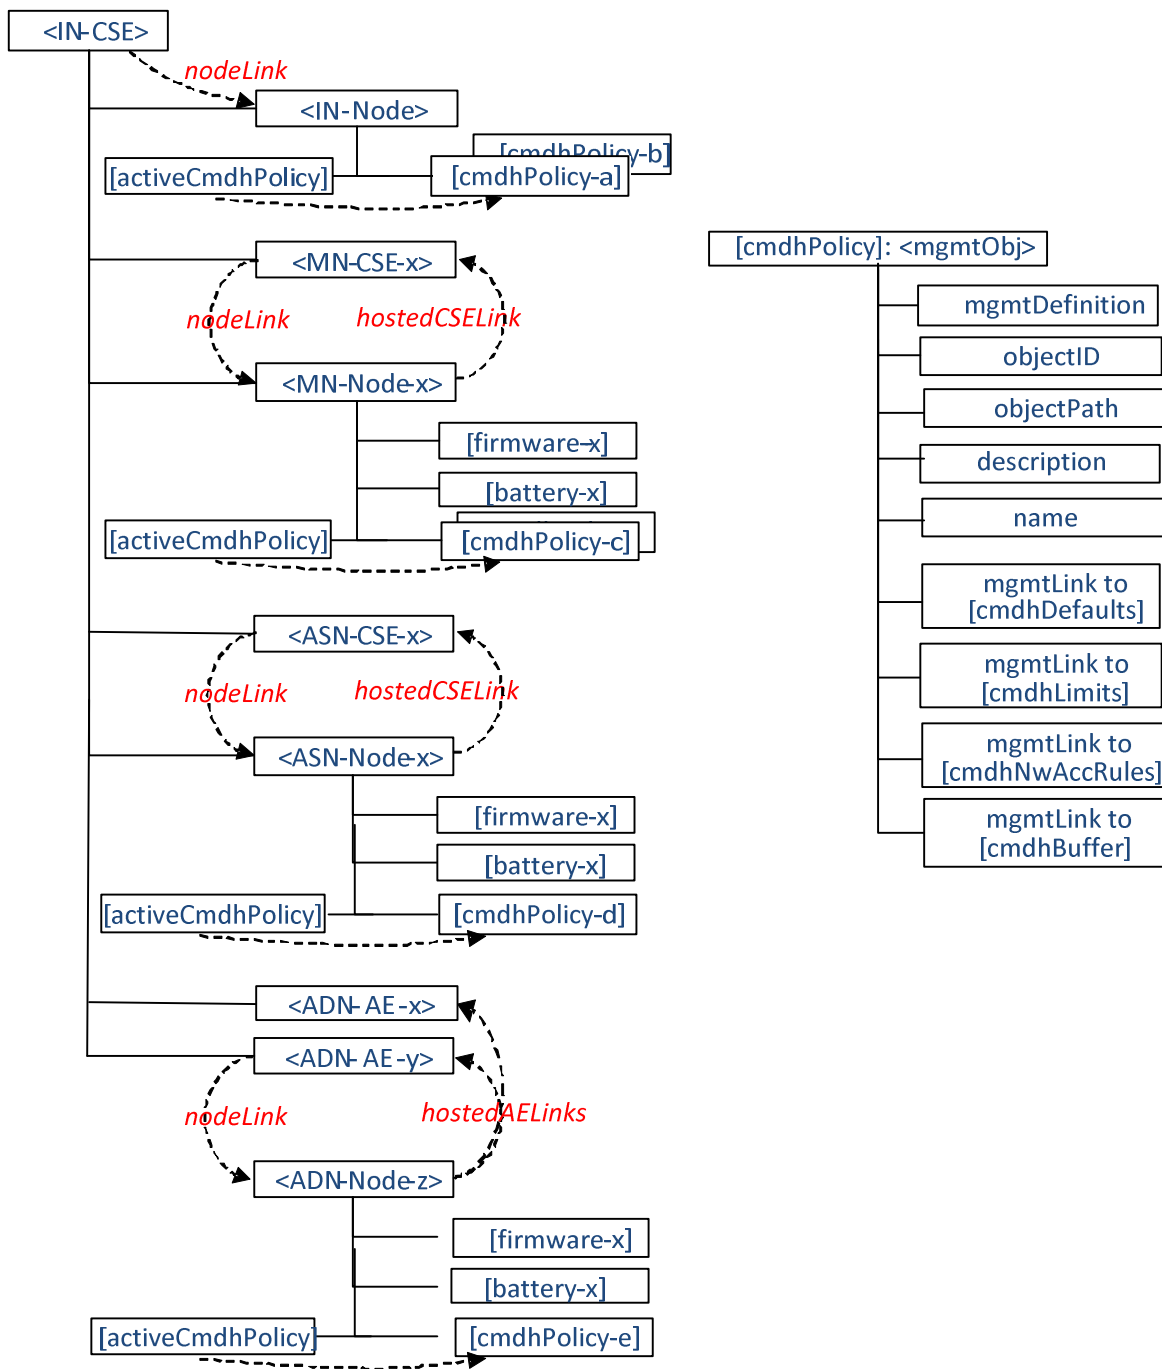 <IN-CSE>
nodeLink
<IN-Node>
[cmdhPolicy-b]
[activeCmdhPolicy]
[cmdhPolicy-a]
<MN-CSE-x>
nodeLink
hostedCSELink
<MN-Node-x>
[firmware-x]
[battery-x]
[activeCmdhPolicy]
[cmdhPolicy-c]
<ASN-CSE-x>
nodeLink
hostedCSELink
<ASN-Node-x>
[firmware-x]
[battery-x]
[activeCmdhPolicy]
[cmdhPolicy-d]
<ADN-AE-x>
<ADN-AE-y>
nodeLink
hostedAELinks
<ADN-Node-z>
[firmware-x]
[battery-x]
[activeCmdhPolicy]
[cmdhPolicy-e]
[cmdhPolicy]: <mgmtObj>
mgmtDefinition
objectID
objectPath
description
name
mgmtLink to
[cmdhDefaults]
mgmtLink to
[cmdhLimits]
mgmtLink to
[cmdhNwAccRules]
mgmtLink to
[cmdhBuffer]